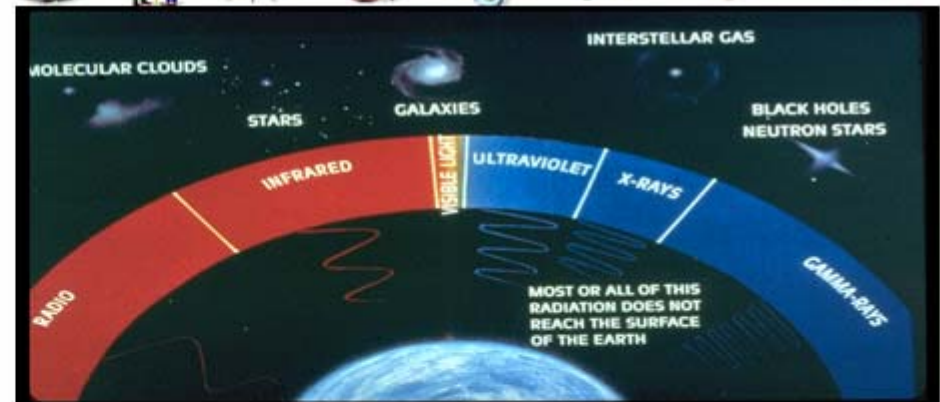 INTERSTELLAR GAS
MOLECULAR CLOUDS
GALAXIES
STARS
BLACK HOLES
NEUTRON STARS
RADIO
INFRARED
VISIBLE LIGHT
ULTRAVIOLET
X-RAYS
GAMMA-RAYS
MOST OR ALL OF THIS
RADIATION DOES NOT
REACH THE SURFACE
OF THE EARTH